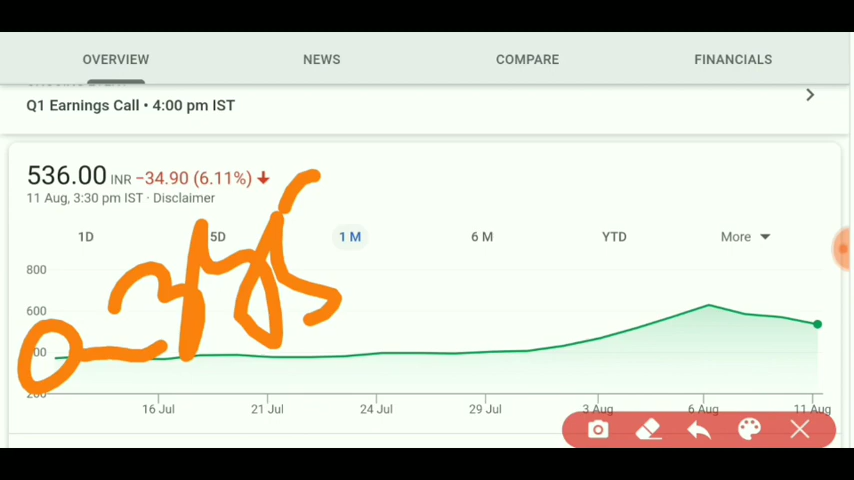 OVERVIEW NEWS COMPARE FINANCIALS
Q1 Earnings Call • 4:00 pm IST
536.00 INR −34.90 (6.11%)
11 Aug, 3:30 pm IST · Disclaimer
1D 5D 1 M 6 M YTD More
800
600
200
16 Jul 21 Jul 24 Jul 29 Jul 3 Aug 6 Aug 11 Aug